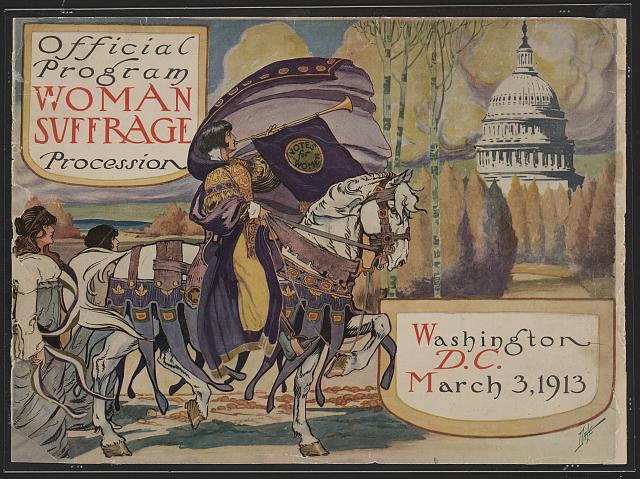 Official
Program
WOMAN
SUFFRAGE
Procession
VOTES
for
WOMEN
Washington
D.C.
March 3, 1913